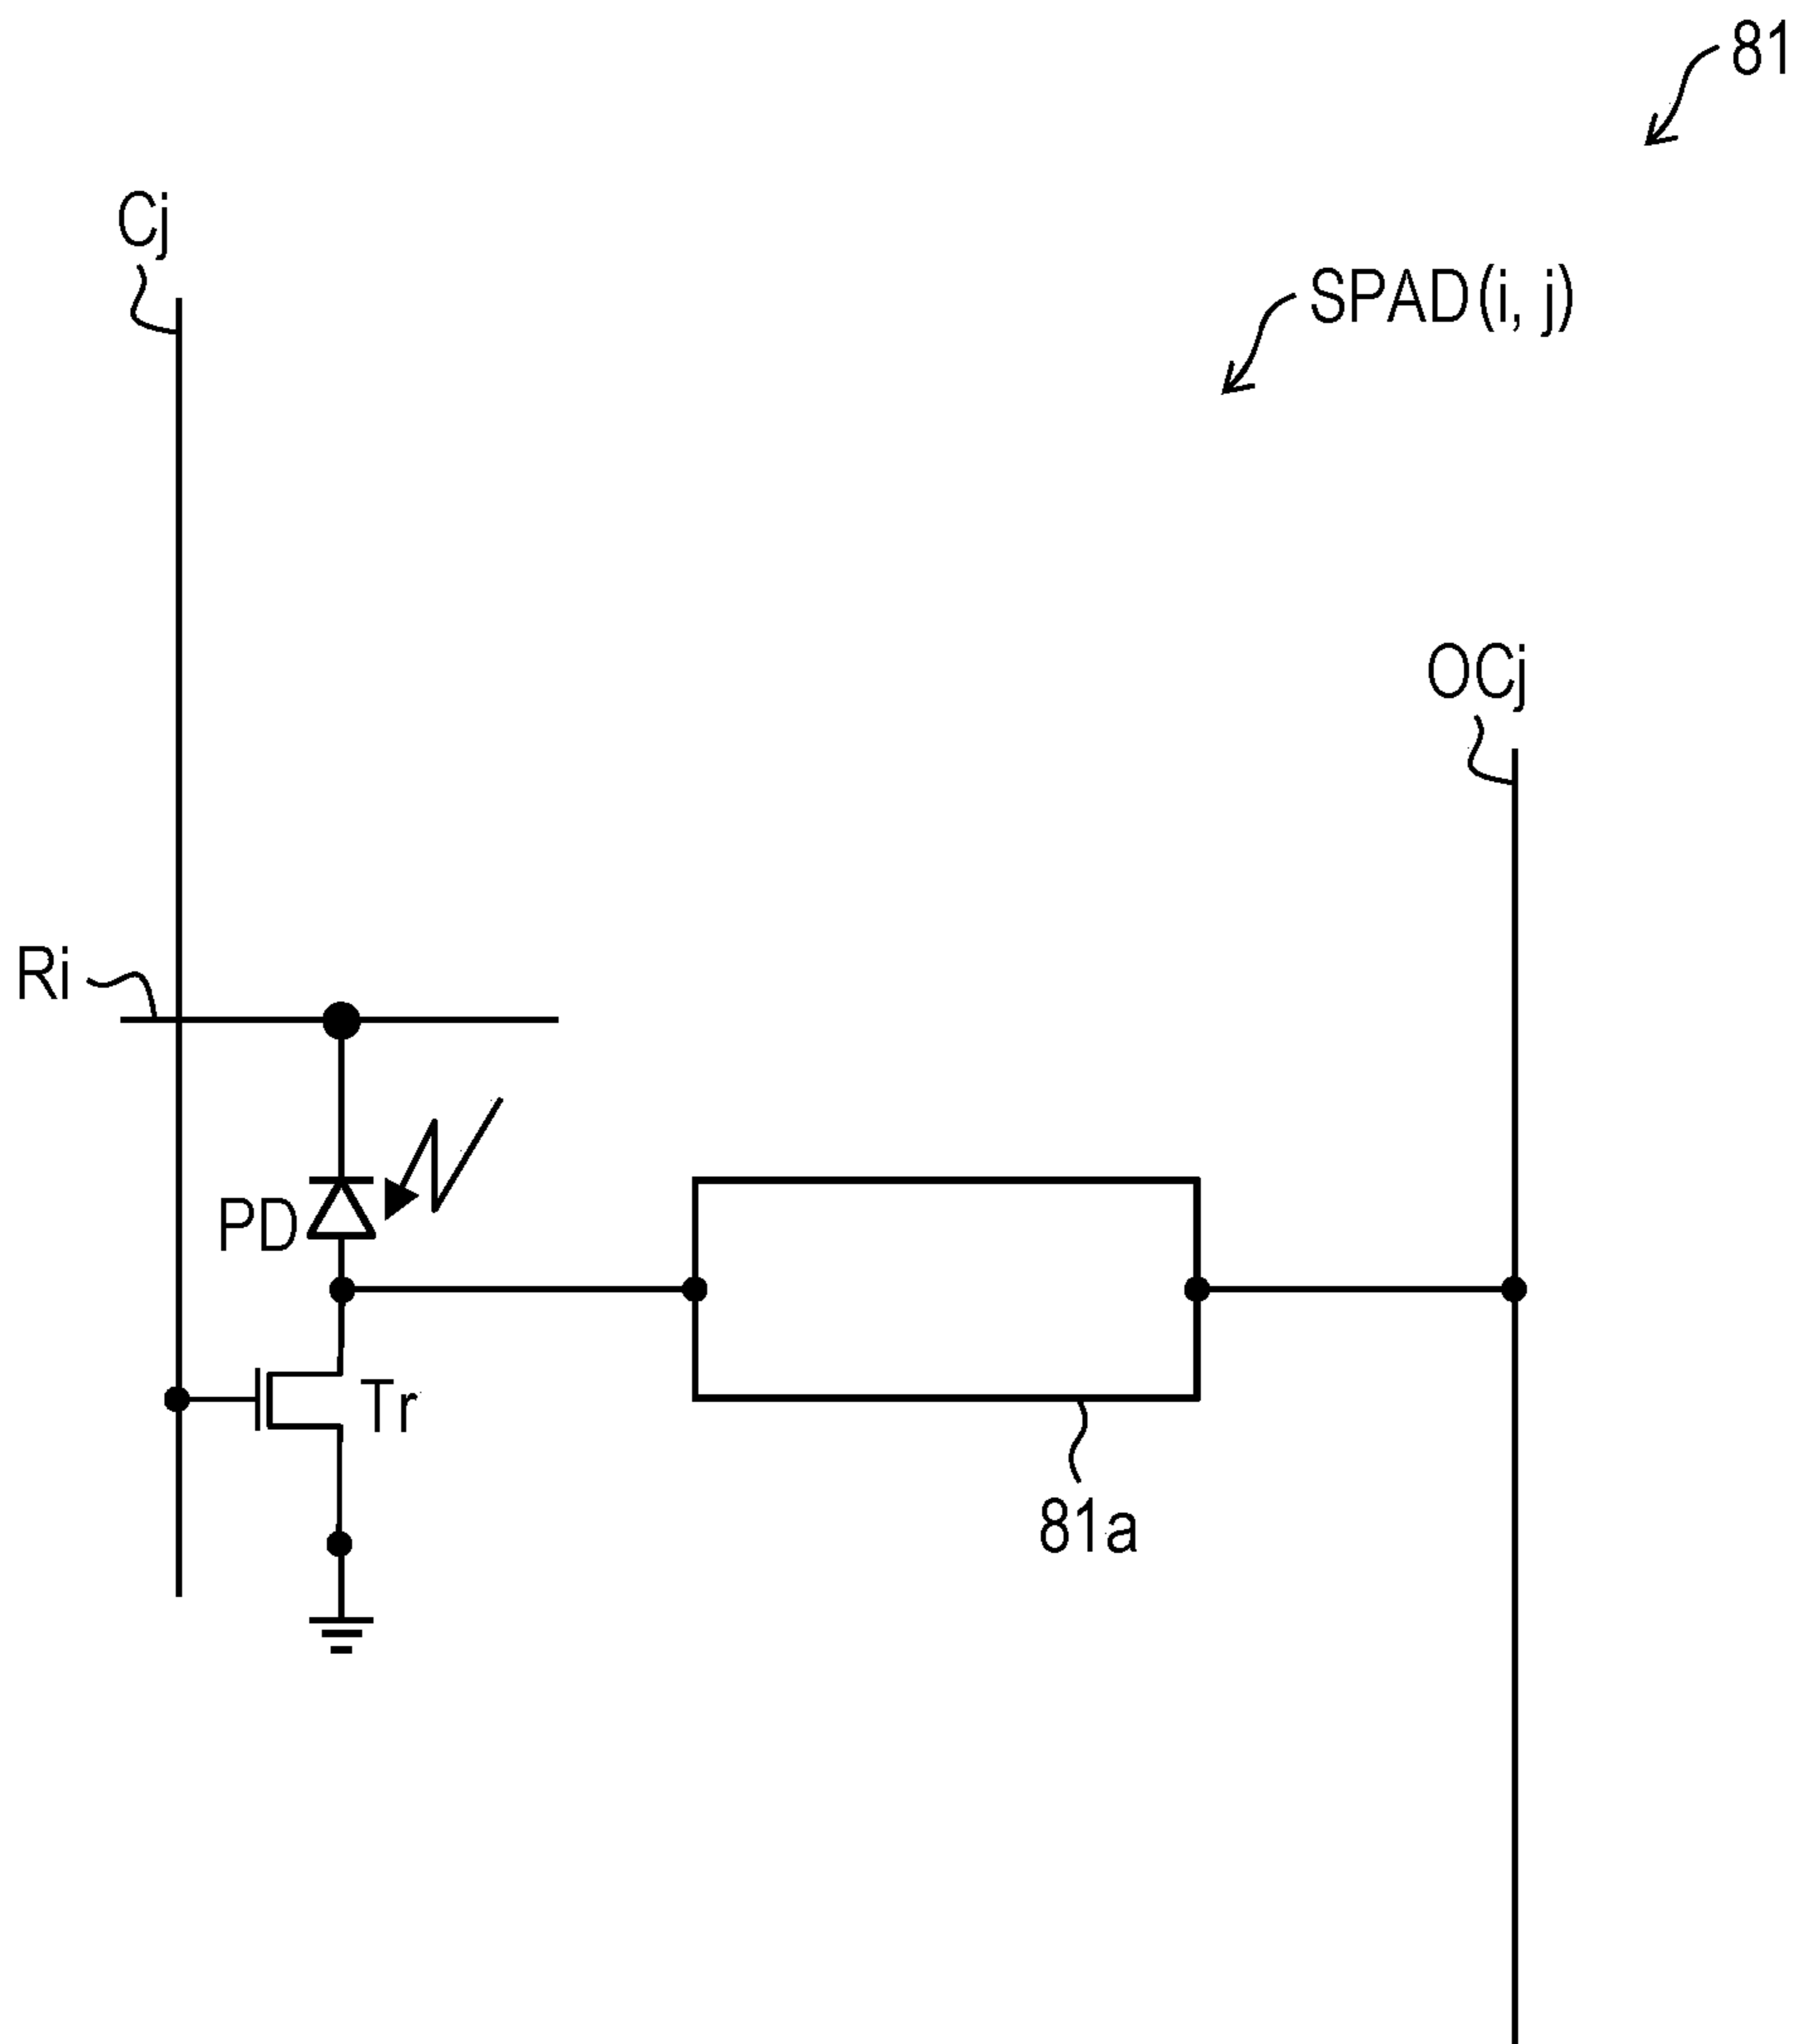 81
Cj
SPAD(i, j)
OCj
Ri
PD
Tr
81a